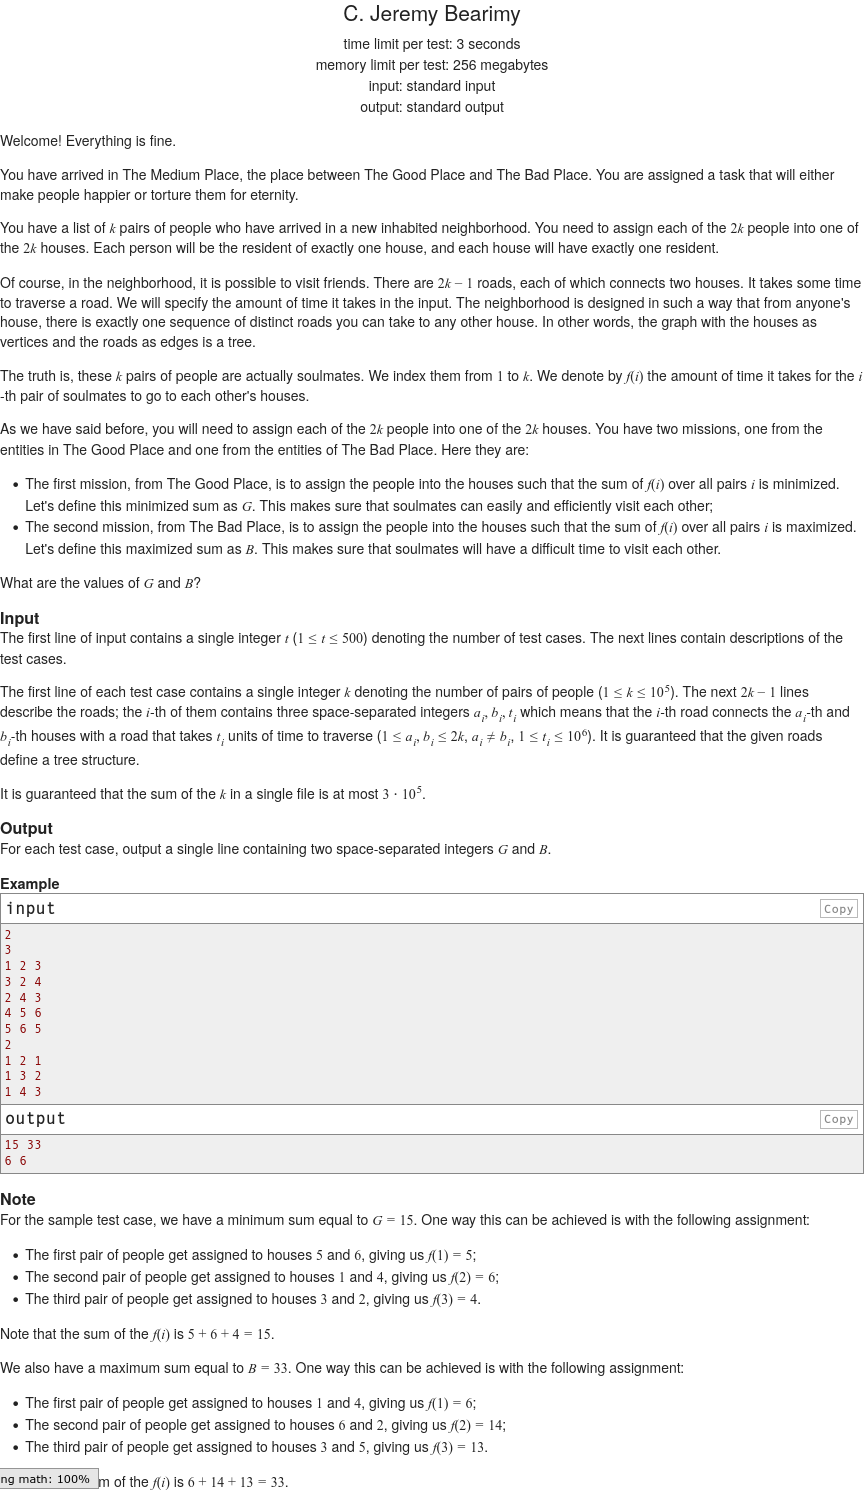 C. Jeremy Bearimy
time limit per test: 3 seconds
memory limit per test: 256 megabytes
input: standard input
output: standard output
Welcome! Everything is fine.
You have arrived in The Medium Place, the place between The Good Place and The Bad Place. You are assigned a task that will either
make people happier or torture them for eternity.
You have a list of k pairs of people who have arrived in a new inhabited neighborhood. You need to assign each of the 2k people into one of
the 2k houses. Each person will be the resident of exactly one house, and each house will have exactly one resident.
Of course, in the neighborhood, it is possible to visit friends. There are 2k − 1 roads, each of which connects two houses. It takes some time
to traverse a road. We will specify the amount of time it takes in the input. The neighborhood is designed in such a way that from anyone's
house, there is exactly one sequence of distinct roads you can take to any other house. In other words, the graph with the houses as
vertices and the roads as edges is a tree.
The truth is, these k pairs of people are actually soulmates. We index them from 1 to k. We denote by f(i) the amount of time it takes for the i
-th pair of soulmates to go to each other's houses.
As we have said before, you will need to assign each of the 2k people into one of the 2k houses. You have two missions, one from the
entities in The Good Place and one from the entities of The Bad Place. Here they are:
• The first mission, from The Good Place, is to assign the people into the houses such that the sum of f(i) over all pairs i is minimized.
Let's define this minimized sum as G. This makes sure that soulmates can easily and efficiently visit each other;
• The second mission, from The Bad Place, is to assign the people into the houses such that the sum of f(i) over all pairs i is maximized.
Let's define this maximized sum as B. This makes sure that soulmates will have a difficult time to visit each other.
What are the values of G and B?
Input
The first line of input contains a single integer t (1 ≤ t ≤ 500) denoting the number of test cases. The next lines contain descriptions of the
test cases.
The first line of each test case contains a single integer k denoting the number of pairs of people (1 ≤ k ≤ 10⁵). The next 2k − 1 lines
describe the roads; the i-th of them contains three space-separated integers aᵢ, bᵢ, tᵢ which means that the i-th road connects the aᵢ-th and
bᵢ-th houses with a road that takes tᵢ units of time to traverse (1 ≤ aᵢ, bᵢ ≤ 2k, aᵢ ≠ bᵢ, 1 ≤ tᵢ ≤ 10⁶). It is guaranteed that the given roads
define a tree structure.
It is guaranteed that the sum of the k in a single file is at most 3 · 10⁵.
Output
For each test case, output a single line containing two space-separated integers G and B.
Example
input
Copy
2
3
1 2 3
3 2 4
2 4 3
4 5 6
5 6 5
2
1 2 1
1 3 2
1 4 3
output
Copy
15 33
6 6
Note
For the sample test case, we have a minimum sum equal to G = 15. One way this can be achieved is with the following assignment:
• The first pair of people get assigned to houses 5 and 6, giving us f(1) = 5;
• The second pair of people get assigned to houses 1 and 4, giving us f(2) = 6;
• The third pair of people get assigned to houses 3 and 2, giving us f(3) = 4.
Note that the sum of the f(i) is 5 + 6 + 4 = 15.
We also have a maximum sum equal to B = 33. One way this can be achieved is with the following assignment:
• The first pair of people get assigned to houses 1 and 4, giving us f(1) = 6;
• The second pair of people get assigned to houses 6 and 2, giving us f(2) = 14;
• The third pair of people get assigned to houses 3 and 5, giving us f(3) = 13.
ng math: 100% m of the f(i) is 6 + 14 + 13 = 33.